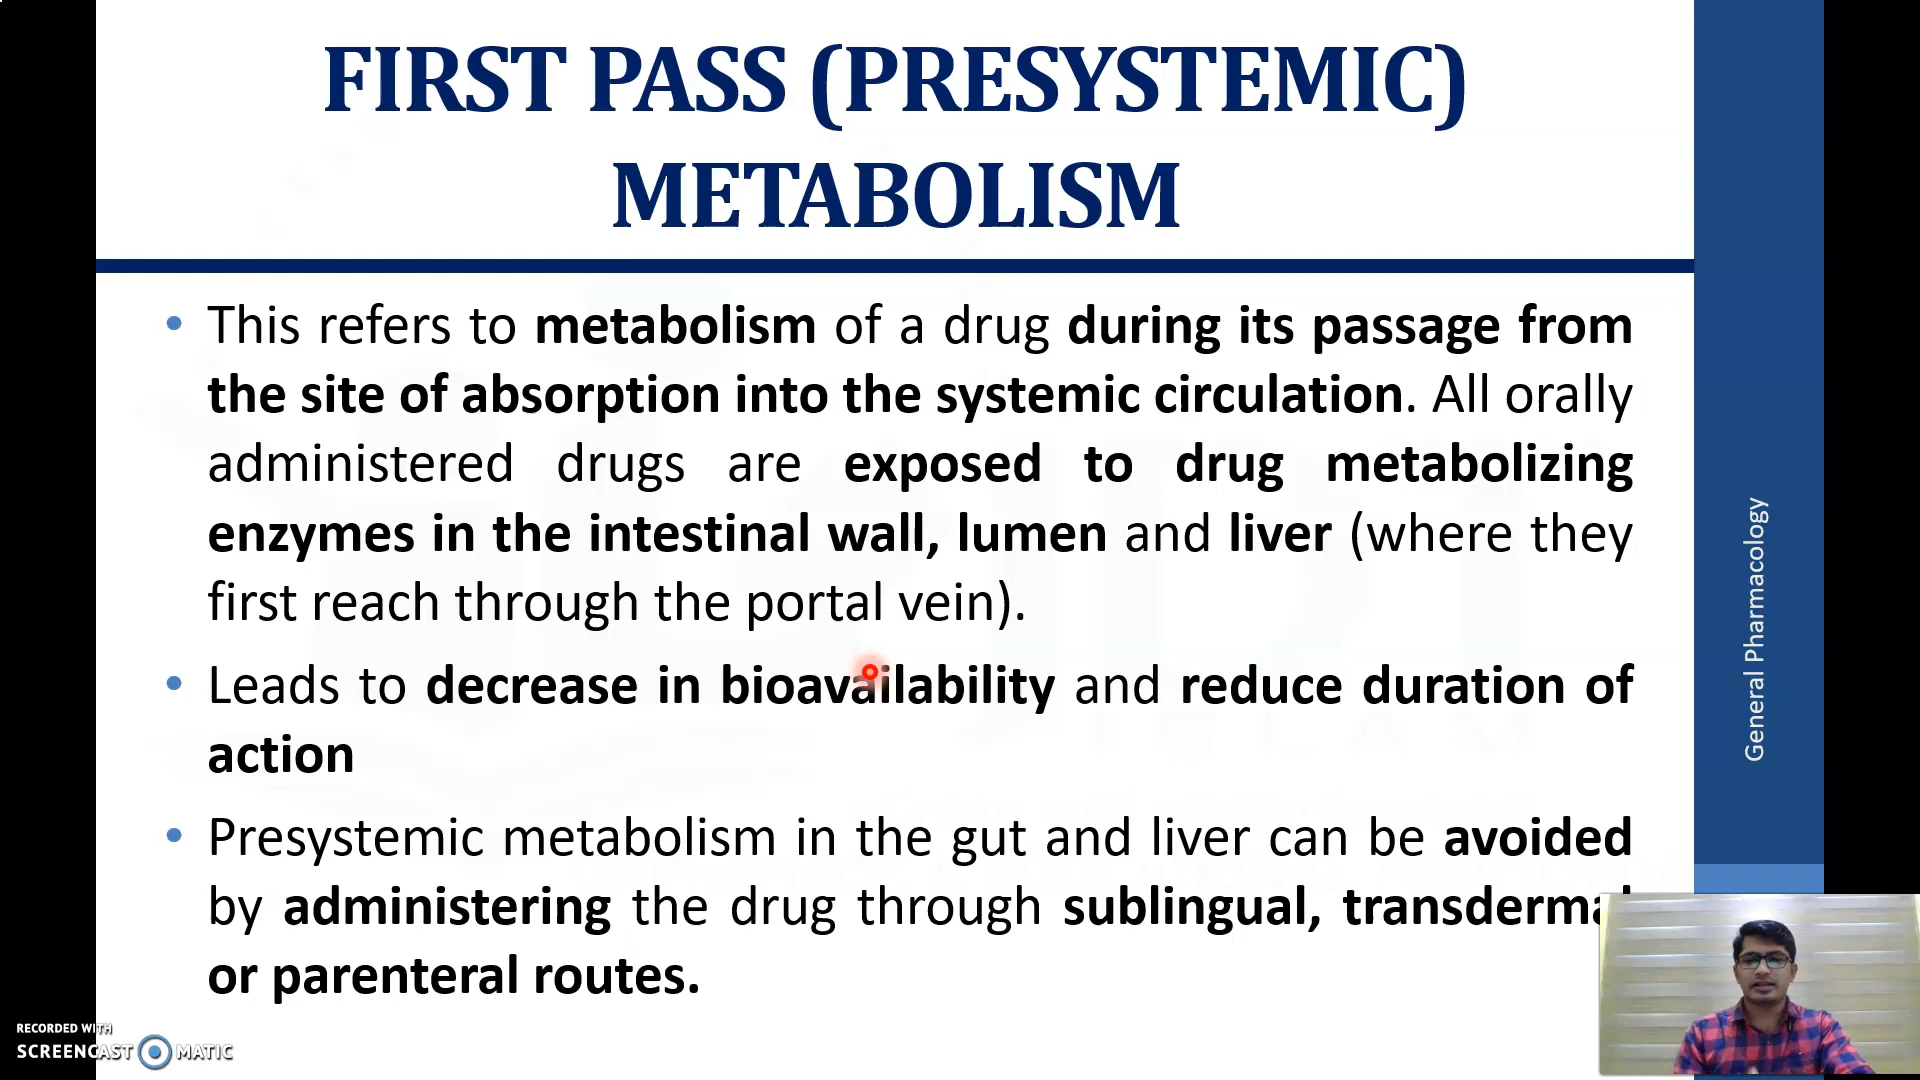 FIRST PASS (PRESYSTEMIC)
METABOLISM
• This refers to metabolism of a drug during its passage from
the site of absorption into the systemic circulation. All orally
administered drugs are exposed to drug metabolizing
enzymes in the intestinal wall, lumen and liver (where they
first reach through the portal vein).
• Leads to decrease in bioavailability and reduce duration of
action
• Presystemic metabolism in the gut and liver can be avoided
by administering the drug through sublingual, transderma
or parenteral routes.
General Pharmacology
RECORDED WITH
SCREENCAST MATIC